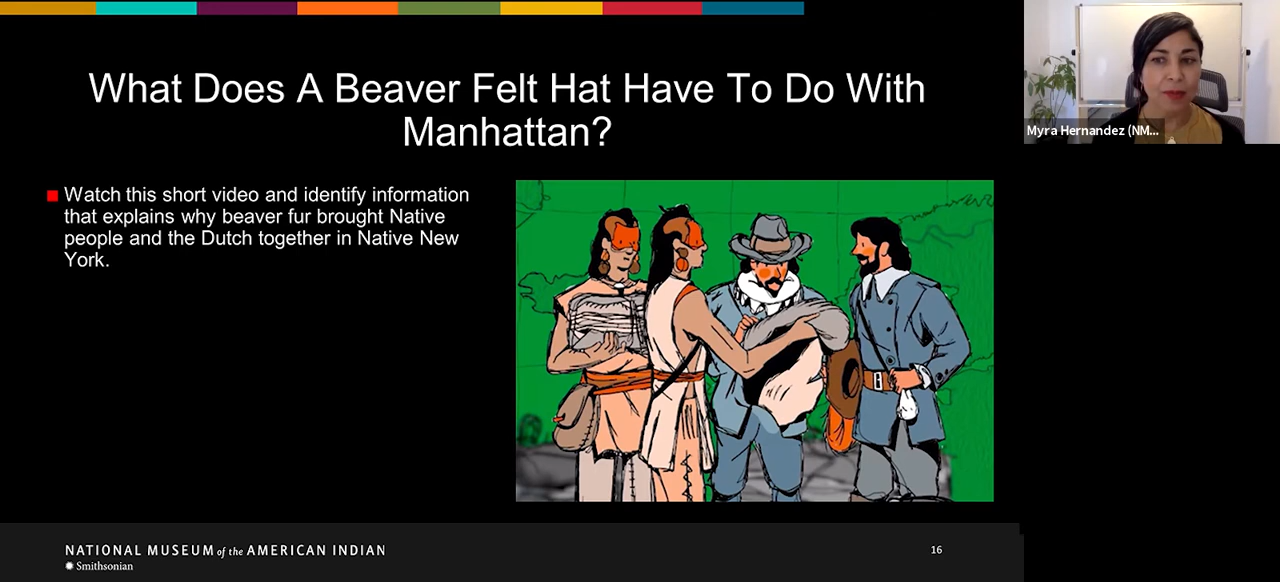 What Does A Beaver Felt Hat Have To Do With
Manhattan?
Myra Hernandez (NM...
Watch this short video and identify information
that explains why beaver fur brought Native
people and the Dutch together in Native New
York.
NATIONAL MUSEUM of the AMERICAN INDIAN
Smithsonian
16